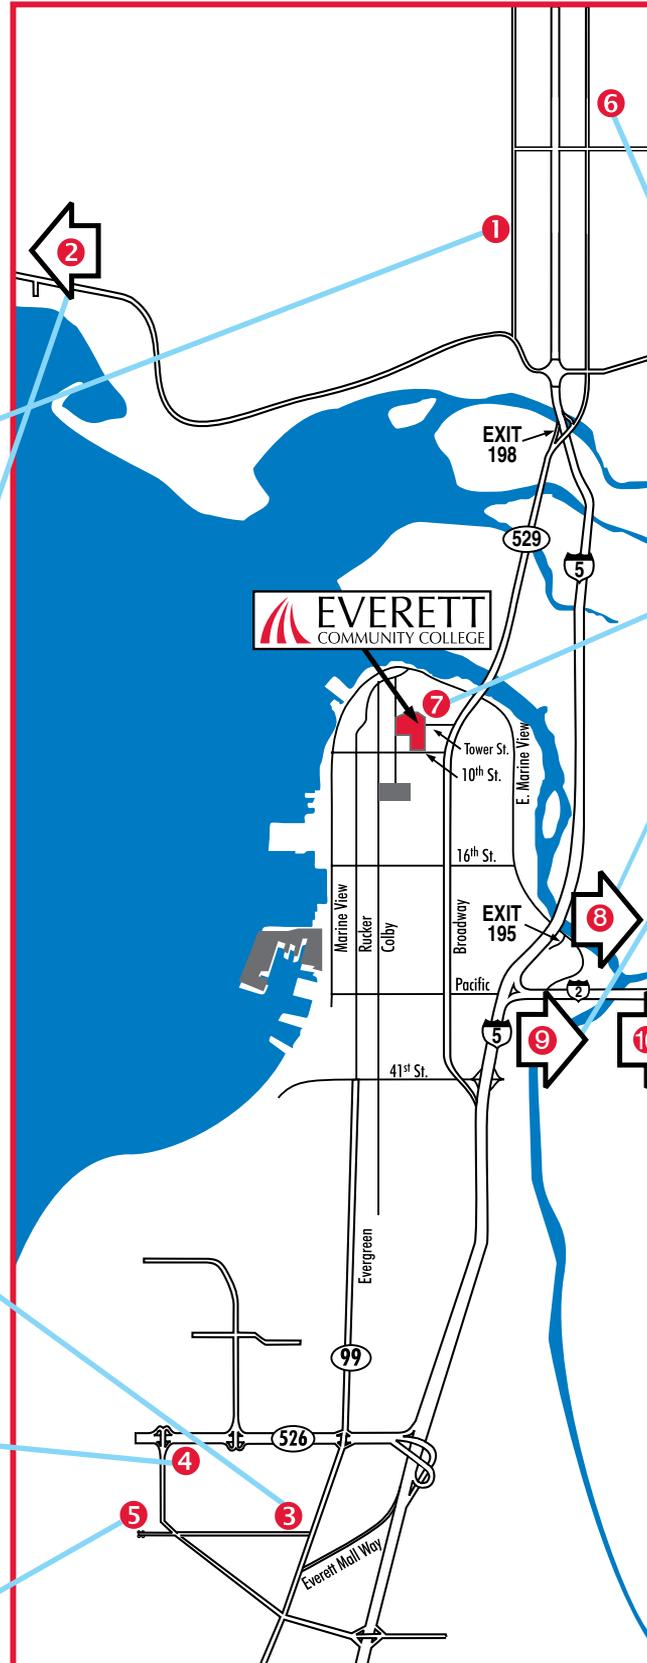 6
1
2
EXIT
198
529
5
EVERETT
COMMUNITY COLLEGE
7
Tower St.
10th St.
E. Marine View
16th St.
Marine View
Rucker
Colby
Broadway
EXIT
195
8
Pacific
2
5
9
41st St.
Evergreen
99
526
4
5
3
Everett Mall Way